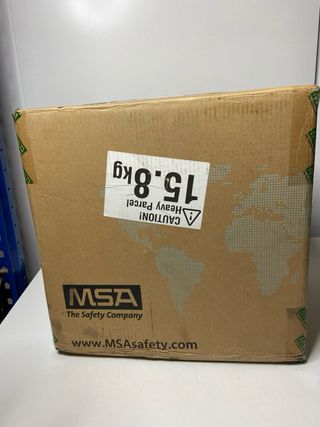 CAUTION!
Heavy Parcel
15.8kg
MSA
The Safety Company
www.MSAsafety.com